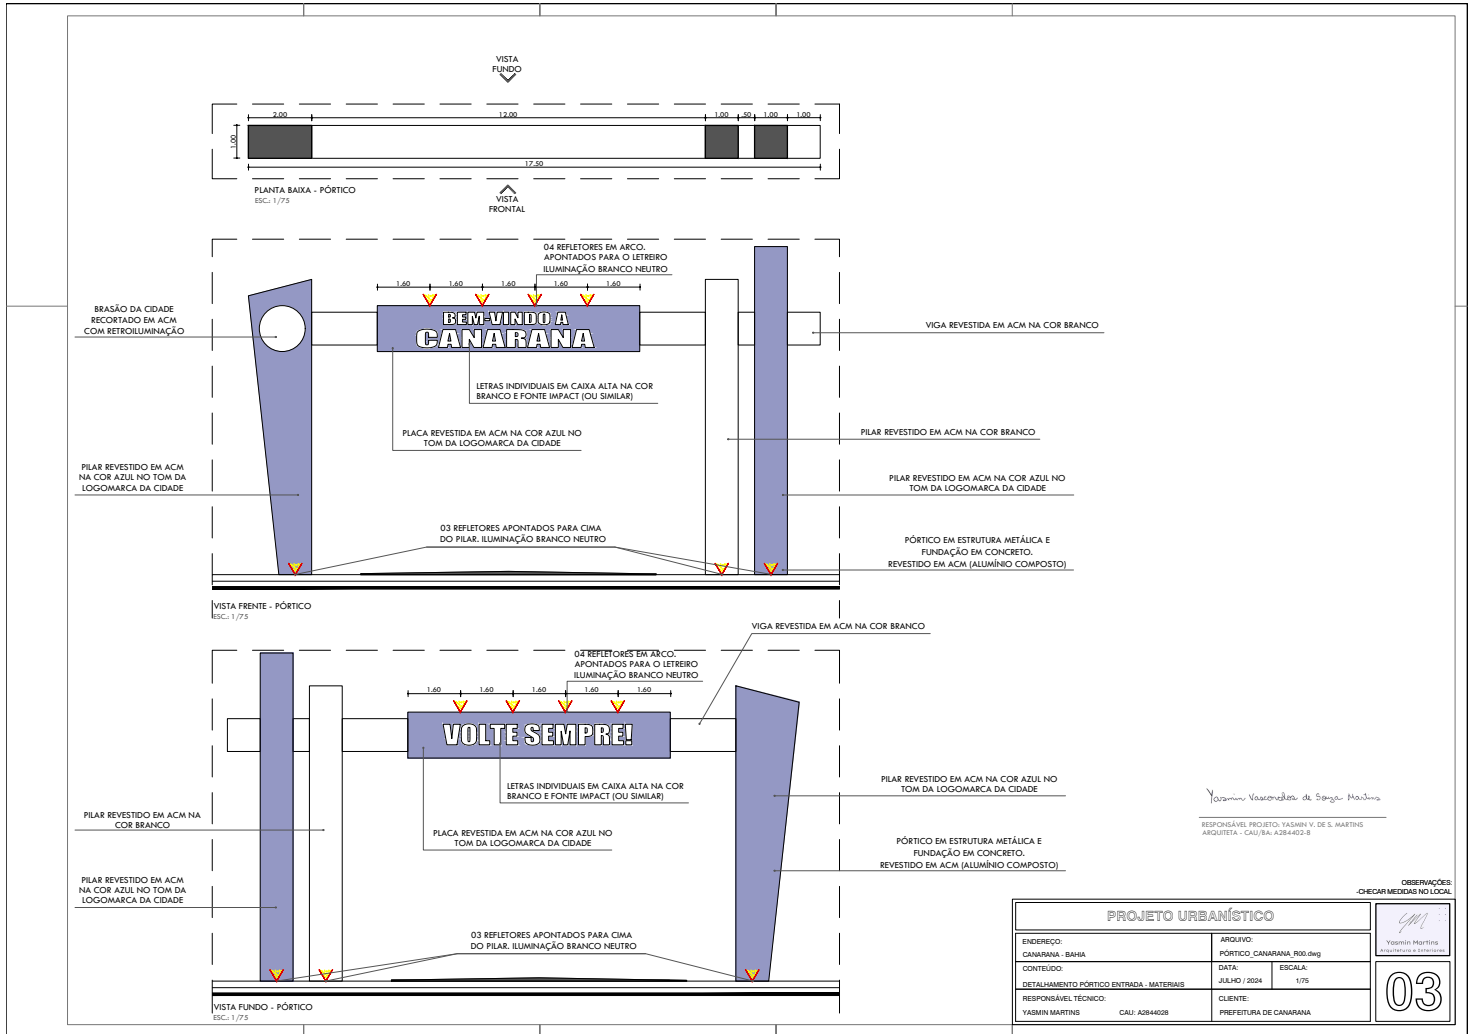 VISTA
FUNDO
2.00
12.00
1.00
.50
1.00
1.00
1.00
17.50
PLANTA BAIXA - PÓRTICO
ESC.: 1/75
VISTA
FRONTAL
04 REFLETORES EM ARCO.
APONTADOS PARA O LETREIRO
ILUMINAÇÃO BRANCO NEUTRO
1.60
1.60
1.60
1.60
1.60
BRASÃO DA CIDADE
RECORTADO EM ACM
COM RETROILUMINAÇÃO
BEM-VINDO A
CANARANA
VIGA REVESTIDA EM ACM NA COR BRANCO
LETRAS INDIVIDUAIS EM CAIXA ALTA NA COR
BRANCO E FONTE IMPACT (OU SIMILAR)
PLACA REVESTIDA EM ACM NA COR AZUL NO
TOM DA LOGOMARCA DA CIDADE
PILAR REVESTIDO EM ACM NA COR BRANCO
PILAR REVESTIDO EM ACM
NA COR AZUL NO TOM DA
LOGOMARCA DA CIDADE
PILAR REVESTIDO EM ACM NA COR AZUL NO
TOM DA LOGOMARCA DA CIDADE
03 REFLETORES APONTADOS PARA CIMA
DO PILAR. ILUMINAÇÃO BRANCO NEUTRO
PÓRTICO EM ESTRUTURA METÁLICA E
FUNDAÇÃO EM CONCRETO.
REVESTIDO EM ACM (ALUMÍNIO COMPOSTO)
VISTA FRENTE - PÓRTICO
ESC.: 1/75
VIGA REVESTIDA EM ACM NA COR BRANCO
04 REFLETORES EM ARCO.
APONTADOS PARA O LETREIRO
ILUMINAÇÃO BRANCO NEUTRO
1.60
1.60
1.60
1.60
1.60
VOLTE SEMPRE!
LETRAS INDIVIDUAIS EM CAIXA ALTA NA COR
BRANCO E FONTE IMPACT (OU SIMILAR)
PLACA REVESTIDA EM ACM NA COR AZUL NO
TOM DA LOGOMARCA DA CIDADE
PILAR REVESTIDO EM ACM NA
COR BRANCO
PILAR REVESTIDO EM ACM
NA COR AZUL NO TOM DA
LOGOMARCA DA CIDADE
PILAR REVESTIDO EM ACM NA COR AZUL NO
TOM DA LOGOMARCA DA CIDADE
PÓRTICO EM ESTRUTURA METÁLICA E
FUNDAÇÃO EM CONCRETO.
REVESTIDO EM ACM (ALUMÍNIO COMPOSTO)
03 REFLETORES APONTADOS PARA CIMA
DO PILAR. ILUMINAÇÃO BRANCO NEUTRO
VISTA FUNDO - PÓRTICO
ESC.: 1/75
Yasmin Vasconcelos de Souza Martins
RESPONSÁVEL PROJETO: YASMIN V. DE S. MARTINS
ARQUITETA - CAU/BA: A284402-8
OBSERVAÇÕES:
-CHECAR MEDIDAS NO LOCAL
PROJETO URBANÍSTICO
ENDEREÇO:
CANARANA - BAHIA
ARQUIVO:
PÓRTICO_CANARANA_R00.dwg
CONTEÚDO:
DETALHAMENTO PÓRTICO ENTRADA - MATERIAIS
DATA:
JULHO / 2024
ESCALA:
1/75
RESPONSÁVEL TÉCNICO:
YASMIN MARTINS CAU: A2844028
CLIENTE:
PREFEITURA DE CANARANA
YM
Yasmin Martins
Arquitetura e Interiores
03